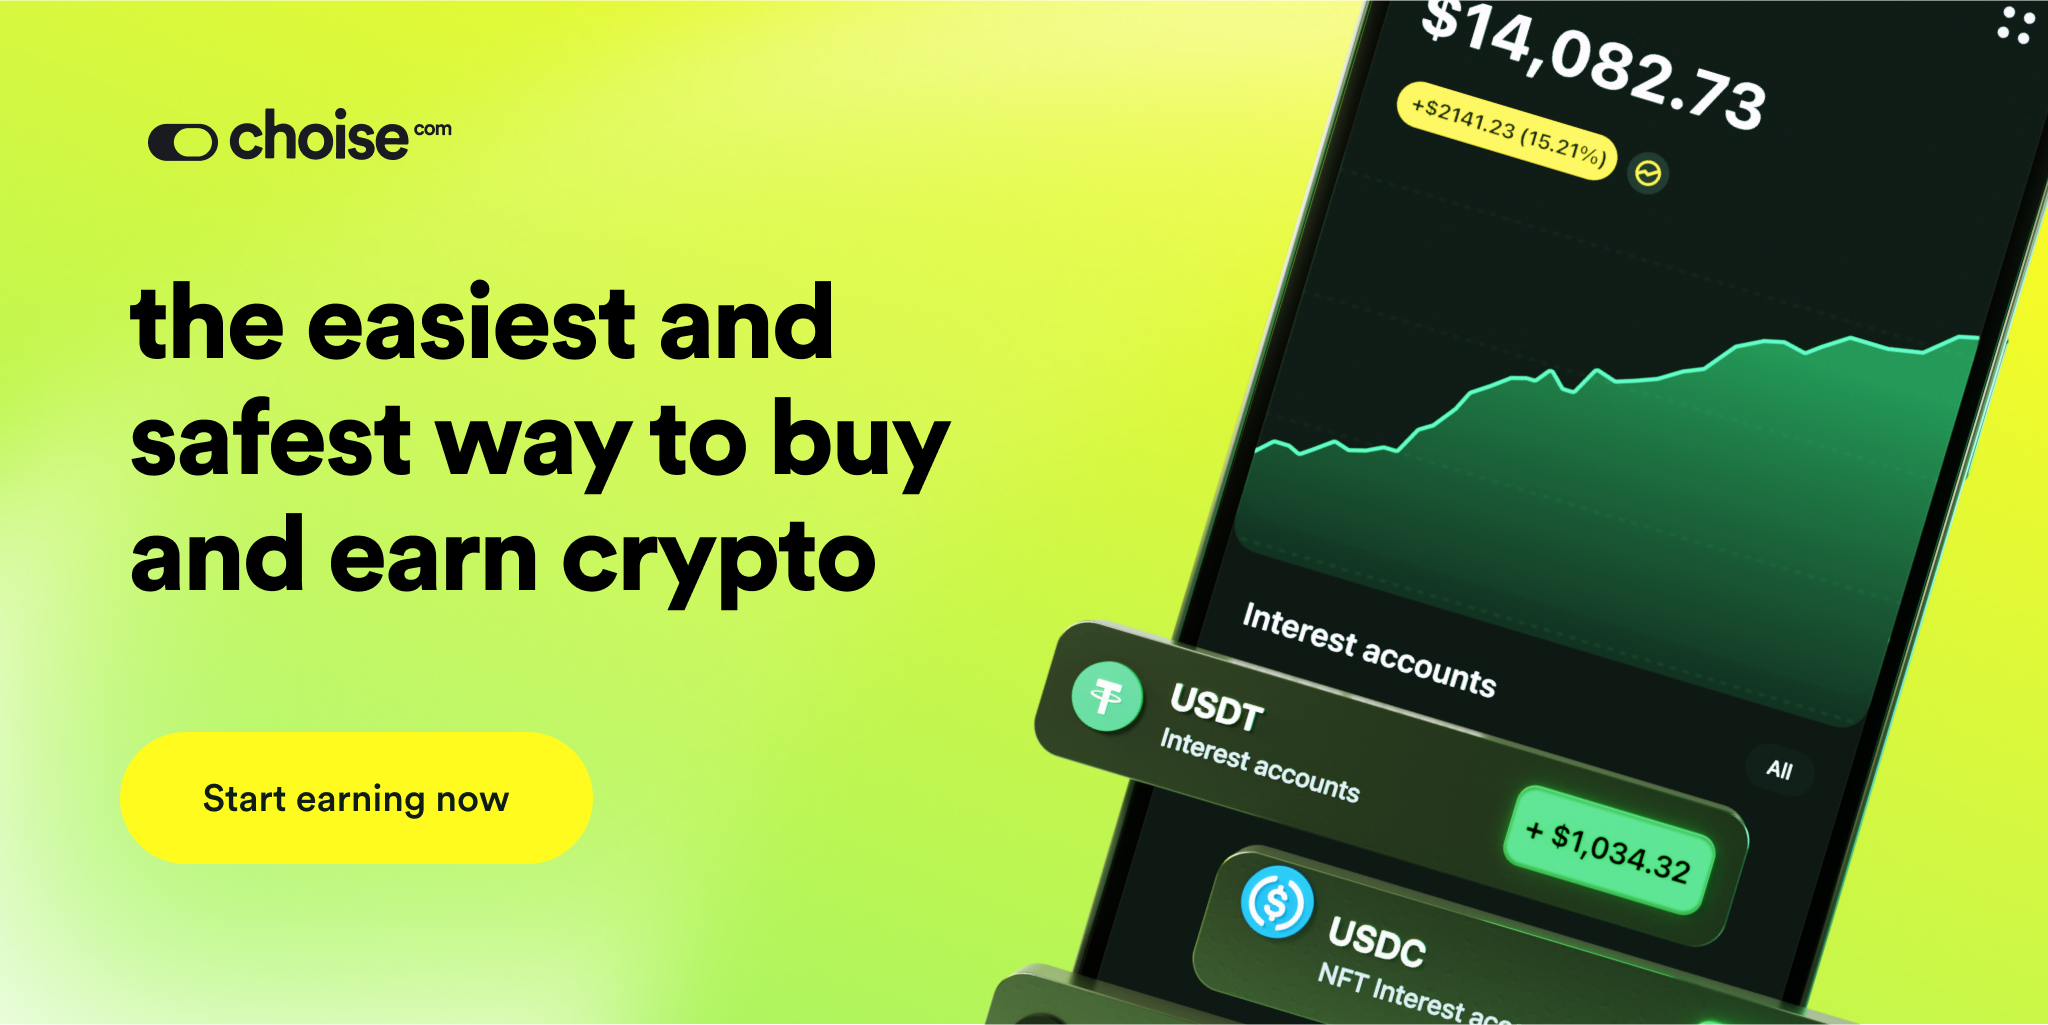 choise com
the easiest and
safest way to buy
and earn crypto
Start earning now
$14,082.73
+$2141.23 (15.21%)
Interest accounts
All
USDT
Interest accounts
+ $1,034.32
USDC
NFT Interest